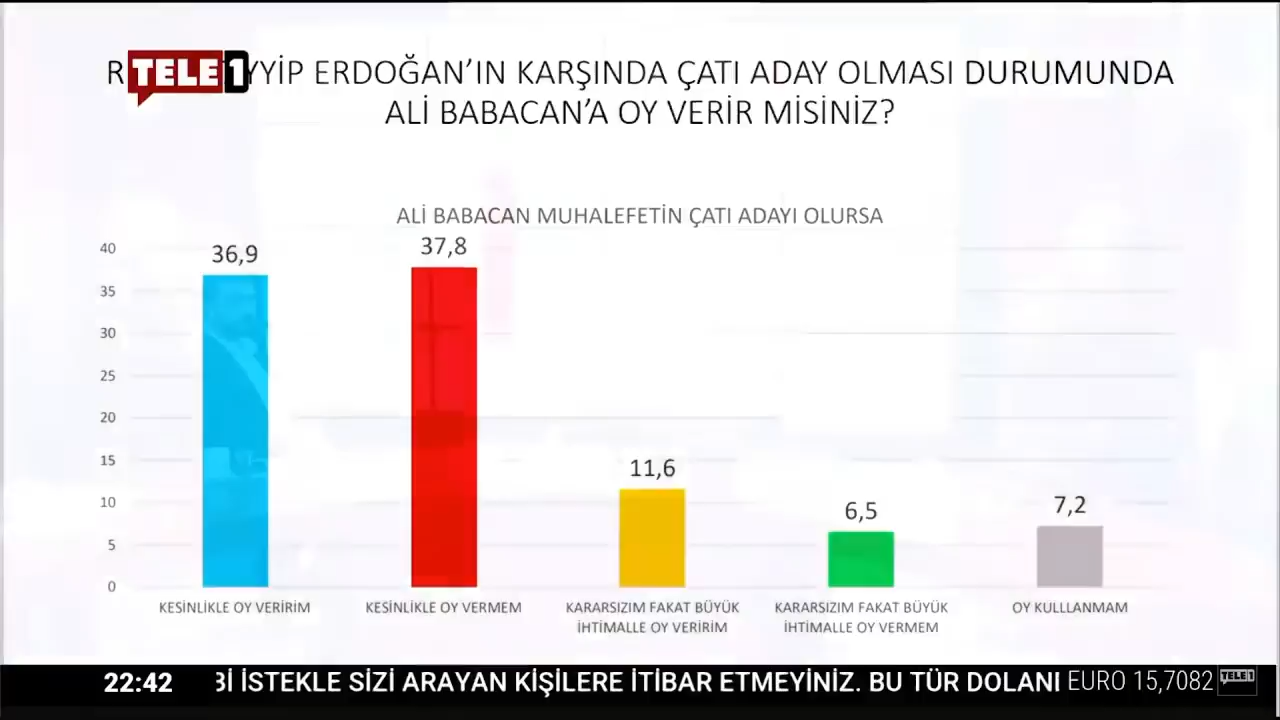 R YYİP ERDOĞAN'IN KARŞINDA ÇATI ADAY OLMASI DURUMUNDA
TELE1
ALİ BABACAN'A OY VERİR MİSİNİZ?
ALİ BABACAN MUHALEFETİN ÇATI ADAYI OLURSA
40
35
30
25
20
15
10
5
0
36,9
37,8
11,6
6,5
7,2
KESİNLİKLE OY VERİRİM
KESİNLİKLE OY VERMEM
KARARSIZIM FAKAT BÜYÜK
İHTİMALLE OY VERİRİM
KARARSIZIM FAKAT BÜYÜK
İHTİMALLE OY VERMEM
OY KULLLANMAM
22:42
Bİ İSTEKLE SİZİ ARAYAN KİŞİLERE İTİBAR ETMEYİNİZ. BU TÜR DOLANI
EURO 15,7082
TELE1